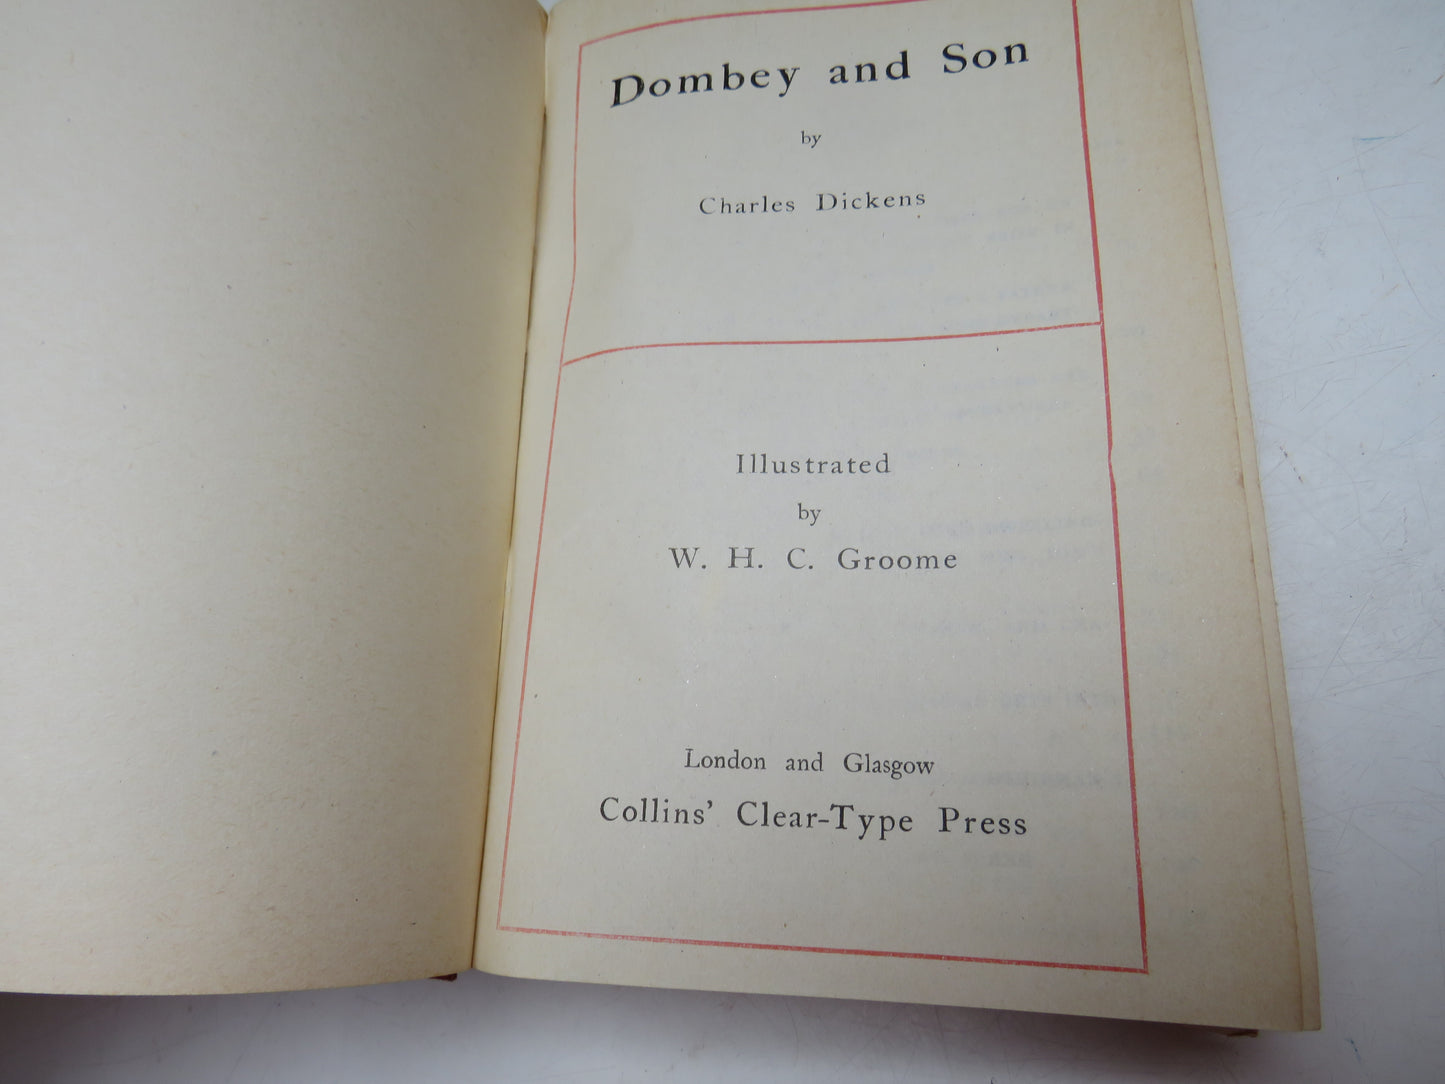 Dombey and Son
by
Charles Dickens
Illustrated
by
W. H. C. Groome
London and Glasgow
Collins' Clear-Type Press